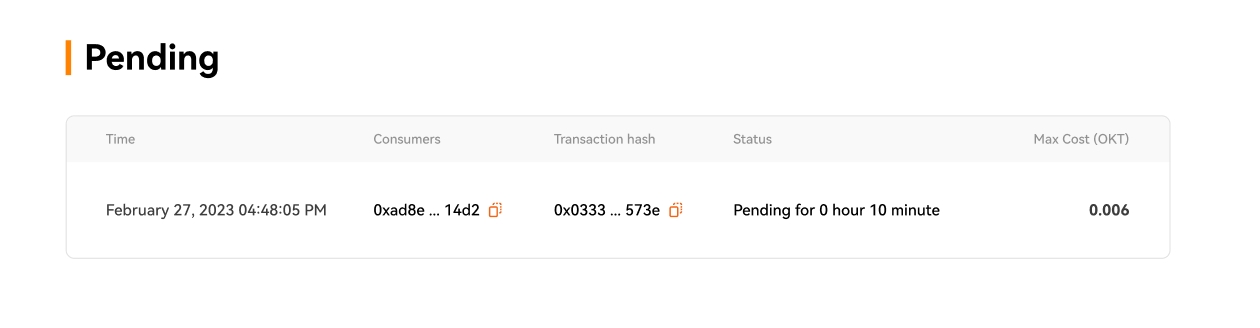 Pending
Time Consumers Transaction hash Status Max Cost (OKT)
February 27, 2023 04:48:05 PM 0xad8e ... 14d2 0x0333 ... 573e Pending for 0 hour 10 minute 0.006